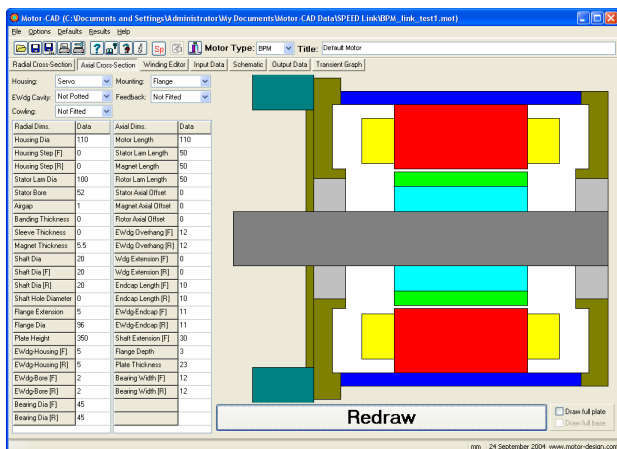 Motor-CAD (C:\Documents and Settings\Administrator\My Documents\Motor-CAD Data\SPEED Link\BPM_link_test1.mot)
File Options Defaults Results Help
Sp Motor Type: BPM Title: Default Motor
Radial Cross-Section Axial Cross-Section Winding Editor Input Data Schematic Output Data Transient Graph
Housing: Servo Mounting: Flange
EWdg Cavity: Not Potted Feedback: Not Fitted
Cowling: Not Fitted
Radial Dims. Data Axial Dims. Data
Housing Dia 110 Motor Length 110
Housing Step [F] 0 Stator Lam Length 50
Housing Step [R] 0 Magnet Length 50
Stator Lam Dia 100 Rotor Lam Length 50
Stator Bore 52 Stator Axial Offset 0
Airgap 1 Magnet Axial Offset 0
Banding Thickness 0 Rotor Axial Offset 0
Sleeve Thickness 0 EWdg Overhang [F] 12
Magnet Thickness 5.5 EWdg Overhang [R] 12
Shaft Dia 20 Wdg Extension [F] 0
Shaft Dia [F] 20 Wdg Extension [R] 0
Shaft Dia [R] 20 Endcap Length [F] 10
Shaft Hole Diameter 0 Endcap Length [R] 10
Flange Extension 5 EWdg-Endcap [F] 11
Flange Dia 96 EWdg-Endcap [R] 11
Plate Height 350 Shaft Extension [F] 30
EWdg-Housing [F] 5 Flange Depth 3
EWdg-Housing [R] 5 Plate Thickness 23
EWdg-Bore [F] 2 Bearing Width [F] 12
EWdg-Bore [R] 2 Bearing Width [R] 12
Bearing Dia [F] 45
Bearing Dia [R] 45
Redraw
Draw full plate
Draw full base
mm 24 September 2004 www.motor-design.com